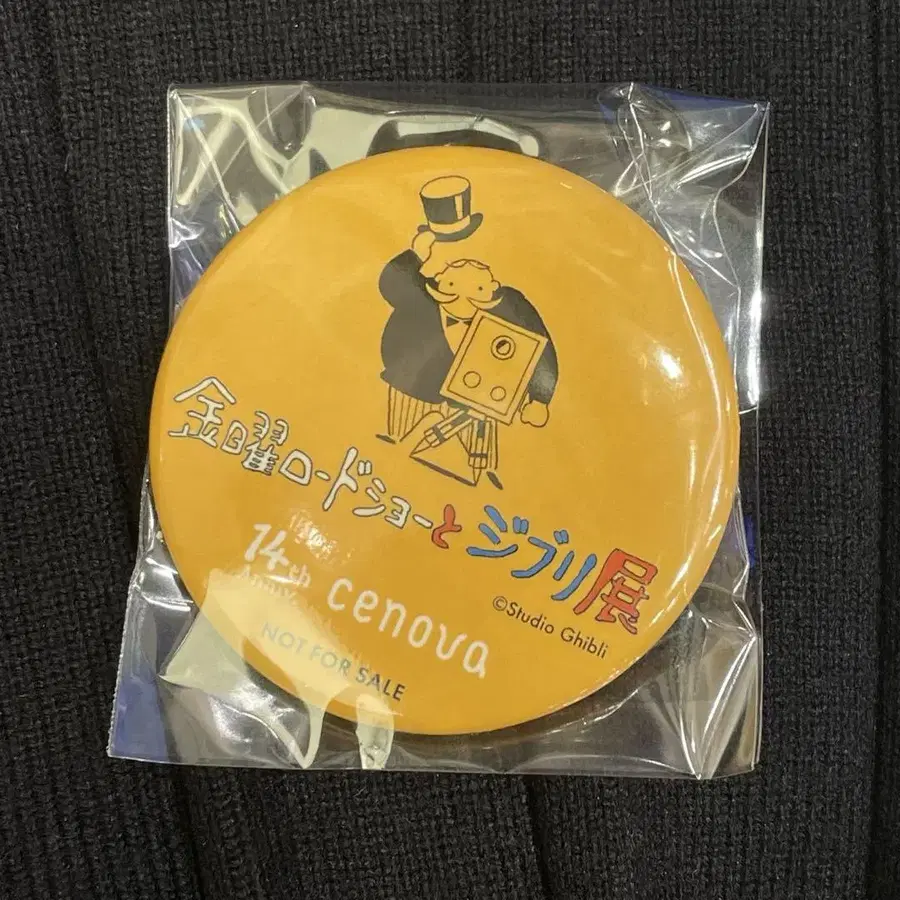 金曜ロードショーとジブリ展
14th
Anniv.
cenova
©Studio Ghibli
NOT FOR SALE